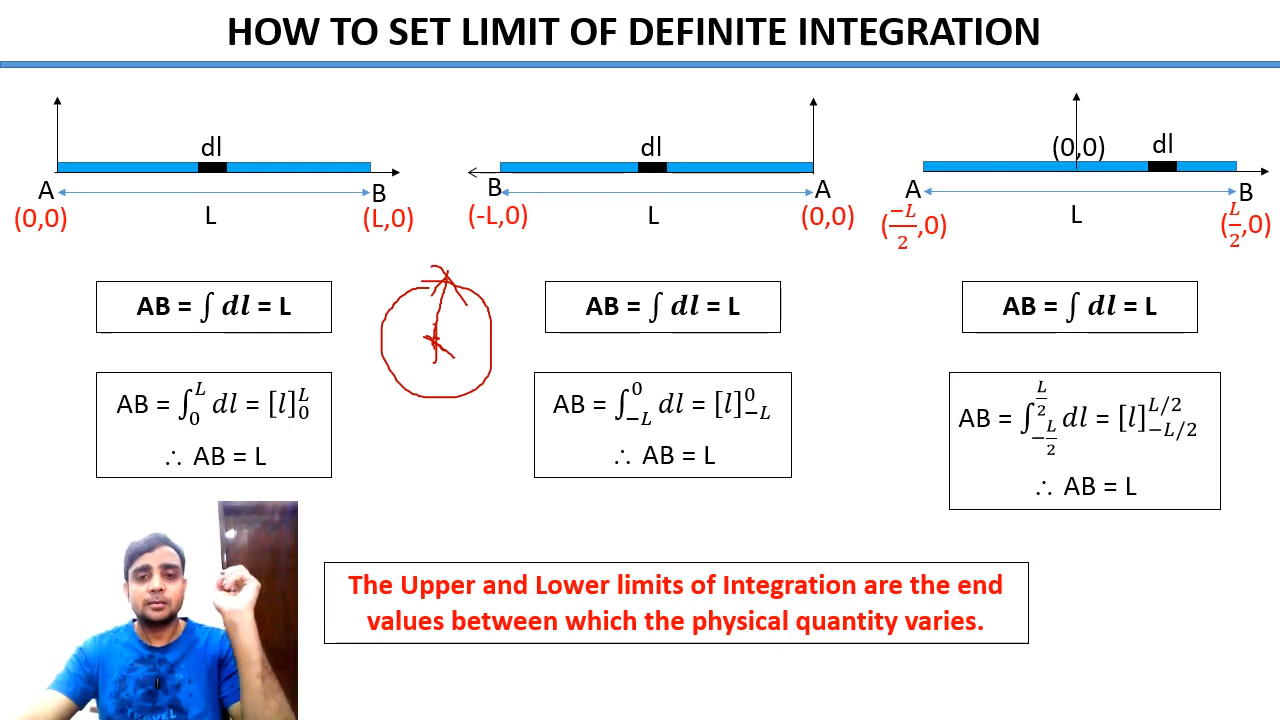 HOW TO SET LIMIT OF DEFINITE INTEGRATION
dl
A
B
(0,0)
L
(L,0)
dl
B
A
(-L,0)
L
(0,0)
(0,0)
dl
A
B
(−L/2,0)
L
(L/2,0)
AB = ∫ dl = L
AB = ∫ dl = L
AB = ∫ dl = L
AB = ∫₀ᴸ dl = [l]₀ᴸ
∴ AB = L
AB = ∫_{−L}^{0} dl = [l]_{−L}^{0}
∴ AB = L
AB = ∫_{−L/2}^{L/2} dl = [l]_{−L/2}^{L/2}
∴ AB = L
The Upper and Lower limits of Integration are the end
values between which the physical quantity varies.
TRAVEL